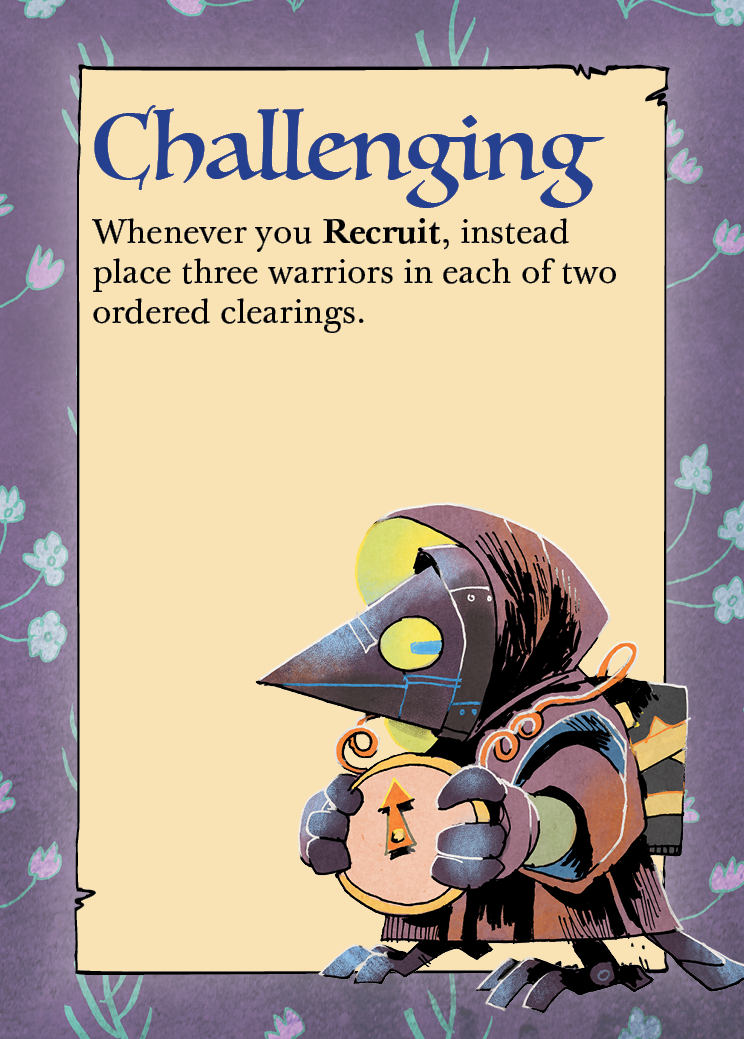 Challenging
Whenever you Recruit, instead
place three warriors in each of two
ordered clearings.